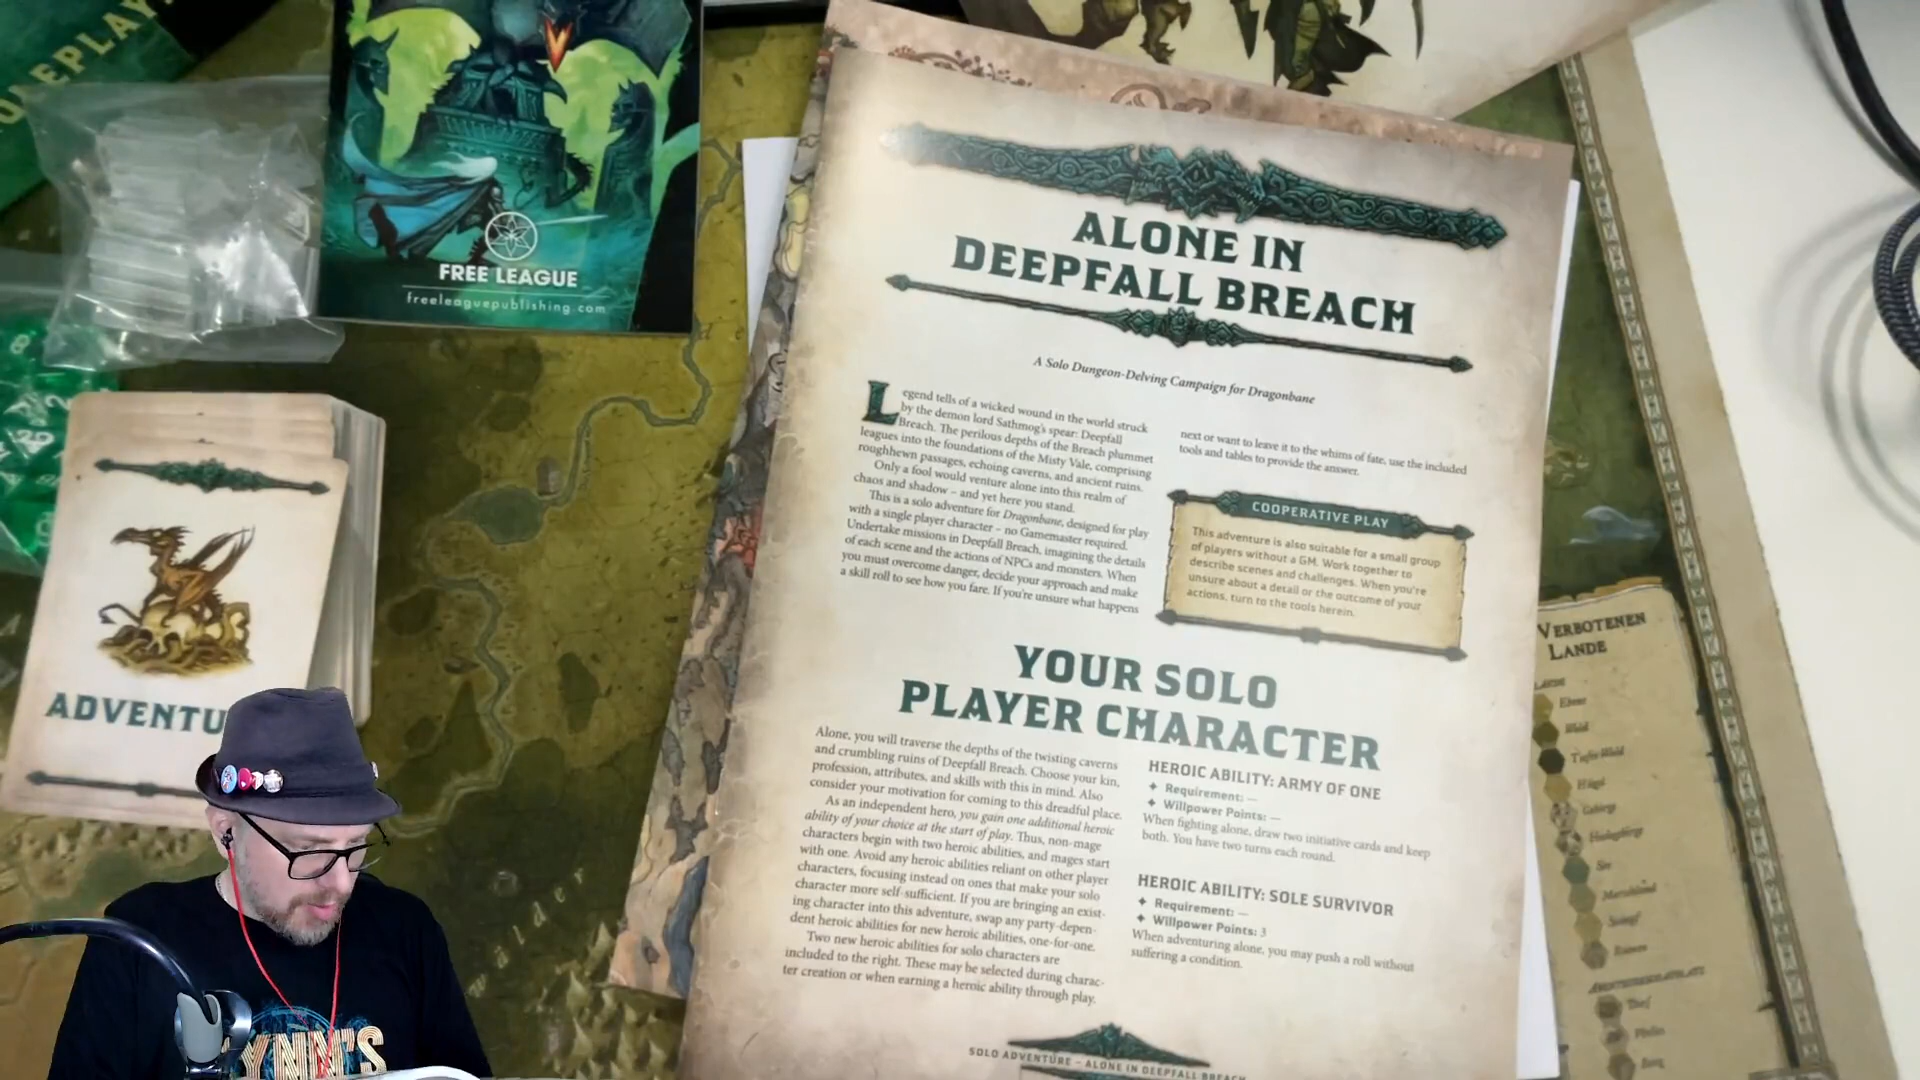 FREE LEAGUE
freeleaguepublishing.com
ADVENTU
ALONE IN
DEEPFALL BREACH
A Solo Dungeon-Delving Campaign for Dragonbane
Legend tells of a wicked wound in the world struck
by the demon lord Sathmog's spear: Deepfall
Breach. The perilous depths of the Breach plummet
leagues into the foundations of the Misty Vale, comprising
roughhewn passages, echoing caverns, and ancient ruins.
Only a fool would venture alone into this realm of
chaos and shadow – and yet here you stand.
This is a solo adventure for Dragonbane, designed for play
with a single player character – no Gamemaster required.
Undertake missions in Deepfall Breach, imagining the details
of each scene and the actions of NPCs and monsters. When
you must overcome danger, decide your approach and make
a skill roll to see how you fare. If you're unsure what happens
next or want to leave it to the whims of fate, use the included
tools and tables to provide the answer.
COOPERATIVE PLAY
This adventure is also suitable for a small group
of players without a GM. Work together to
describe scenes and challenges. When you're
unsure about a detail or the outcome of your
actions, turn to the tools herein.
YOUR SOLO
PLAYER CHARACTER
Alone, you will traverse the depths of the twisting caverns
and crumbling ruins of Deepfall Breach. Choose your kin,
profession, attributes, and skills with this in mind. Also
consider your motivation for coming to this dreadful place.
As an independent hero, you gain one additional heroic
ability of your choice at the start of play. Thus, non-mage
characters begin with two heroic abilities, and mages start
with one. Avoid any heroic abilities reliant on other player
characters, focusing instead on ones that make your solo
character more self-sufficient. If you are bringing an exist-
ing character into this adventure, swap any party-depen-
dent heroic abilities for new heroic abilities, one-for-one.
Two new heroic abilities for solo characters are
included to the right. These may be selected during charac-
ter creation or when earning a heroic ability through play.
HEROIC ABILITY: ARMY OF ONE
✦ Requirement: —
✦ Willpower Points: —
When fighting alone, draw two initiative cards and keep
both. You have two turns each round.
HEROIC ABILITY: SOLE SURVIVOR
✦ Requirement: —
✦ Willpower Points: 3
When adventuring alone, you may push a roll without
suffering a condition.
SOLO ADVENTURE – ALONE IN DEEPFALL BREACH
VERBOTENEN
LANDE
Wald
Hügel
See
Marschland
Sumpf
Ruinen
Dorf
Burg
YNN'S